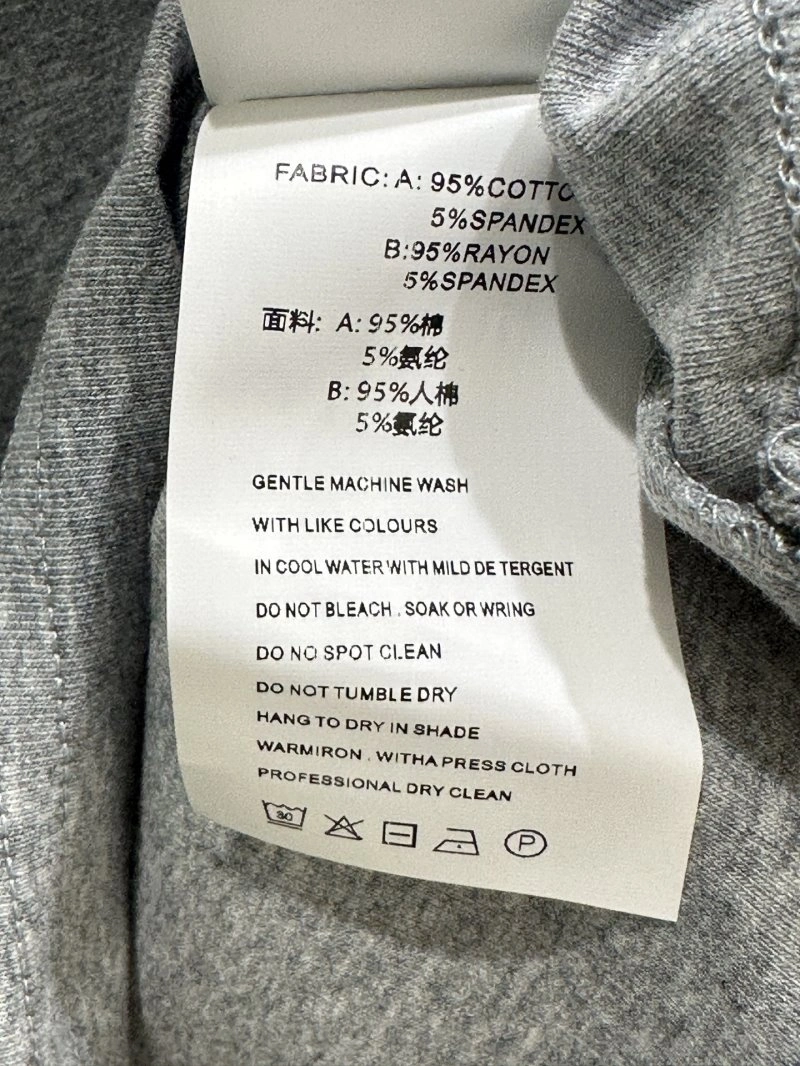 FABRIC: A: 95%COTTO
5%SPANDEX
B:95%RAYON
5%SPANDEX
面料: A: 95%棉
5%氨纶
B: 95%人棉
5%氨纶
GENTLE MACHINE WASH
WITH LIKE COLOURS
IN COOL WATER WITH MILD DE TERGENT
DO NOT BLEACH . SOAK OR WRING
DO NO SPOT CLEAN
DO NOT TUMBLE DRY
HANG TO DRY IN SHADE
WARMIRON . WITHA PRESS CLOTH
PROFESSIONAL DRY CLEAN
30 P